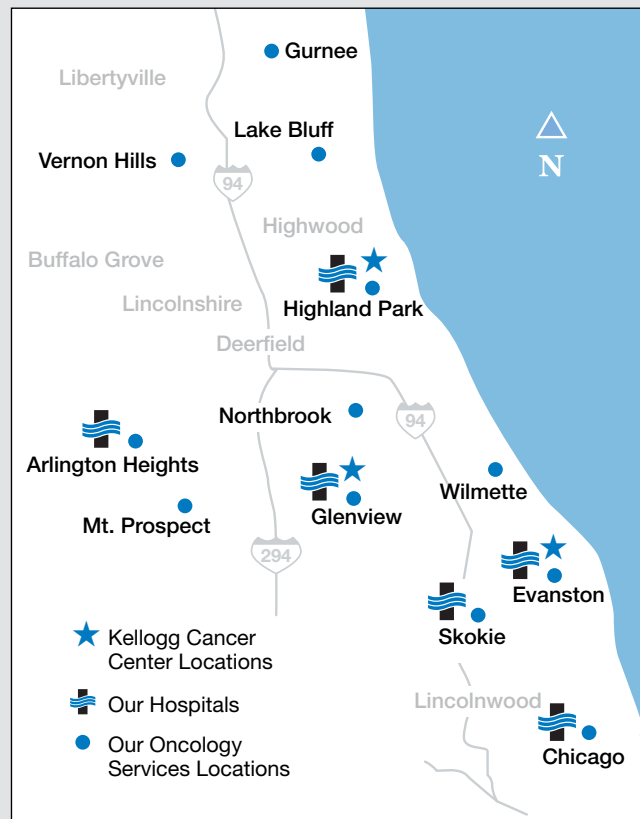 Gurnee
Libertyville
Lake Bluff
Vernon Hills
N
94
Highwood
Buffalo Grove
Lincolnshire
Highland Park
Deerfield
Northbrook
94
Arlington Heights
Wilmette
Mt. Prospect
Glenview
294
Evanston
Skokie
Kellogg Cancer
Center Locations
Our Hospitals
Lincolnwood
Our Oncology
Services Locations
Chicago